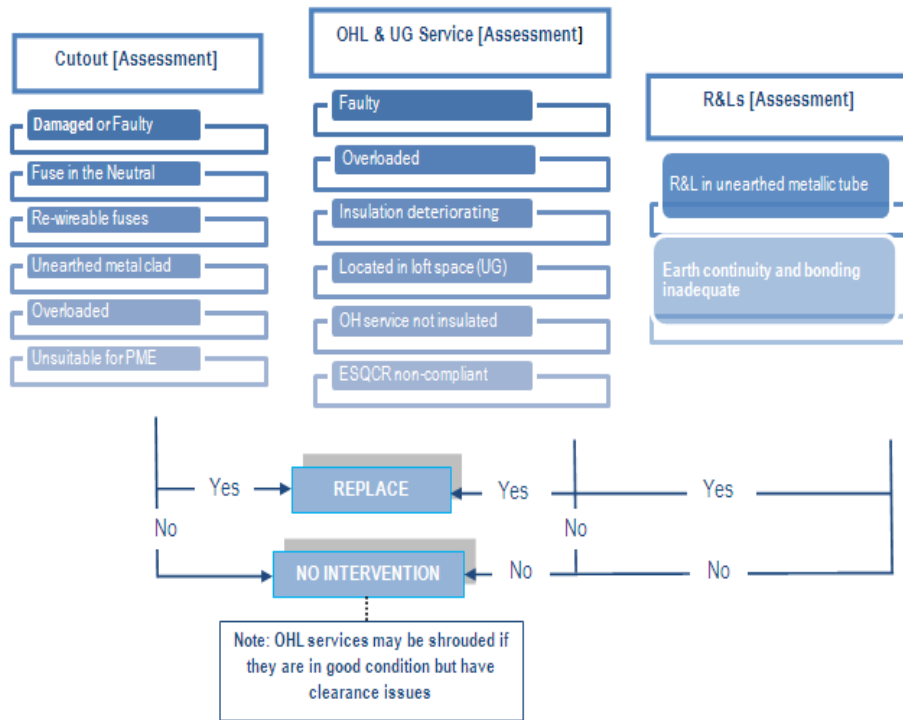 Cutout [Assessment]
Damaged or Faulty
Fuse in the Neutral
Re-wireable fuses
Unearthed metal clad
Overloaded
Unsuitable for PME
OHL & UG Service [Assessment]
Faulty
Overloaded
Insulation deteriorating
Located in loft space (UG)
OH service not insulated
ESQCR non-compliant
R&Ls [Assessment]
R&L in unearthed metallic tube
Earth continuity and bonding
inadequate
Yes
REPLACE
Yes
Yes
No
No
NO INTERVENTION
No
No
Note: OHL services may be shrouded if
they are in good condition but have
clearance issues